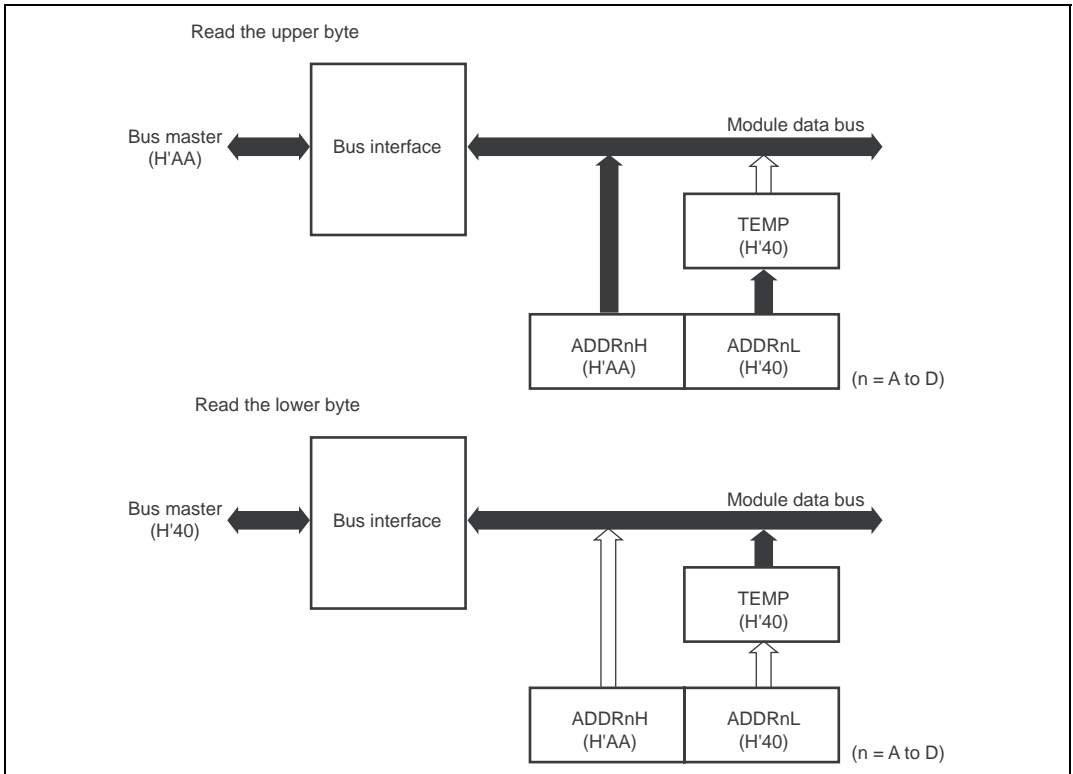 Read the upper byte
Bus master
(H'AA)
Bus interface
Module data bus
TEMP
(H'40)
ADDRnH
(H'AA)
ADDRnL
(H'40)
(n = A to D)
Read the lower byte
Bus master
(H'40)
Bus interface
Module data bus
TEMP
(H'40)
ADDRnH
(H'AA)
ADDRnL
(H'40)
(n = A to D)